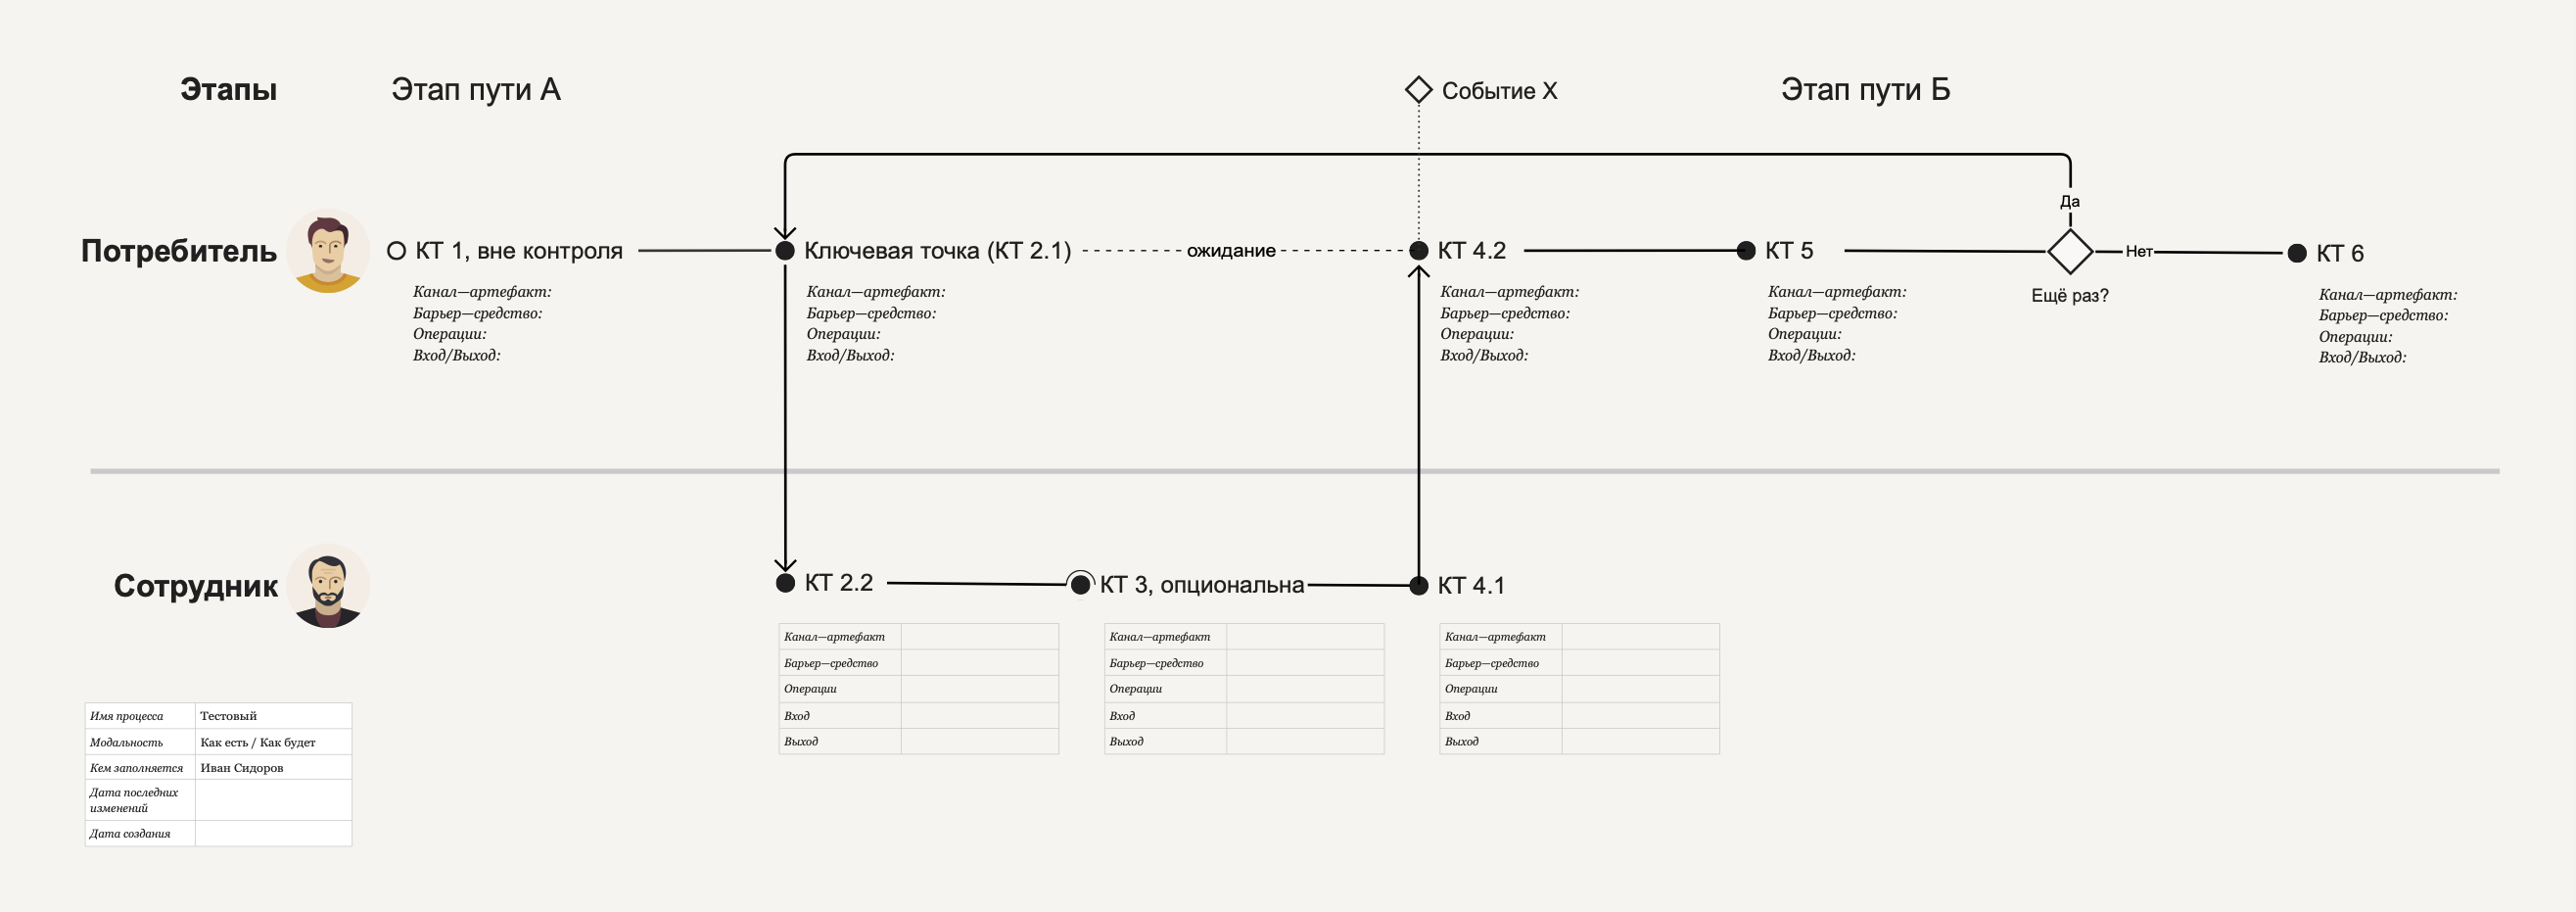 Этапы
Этап пути А
Событие X
Этап пути Б
Да
Потребитель
КТ 1, вне контроля
Ключевая точка (КТ 2.1)
ожидание
КТ 4.2
КТ 5
Нет
КТ 6
Ещё раз?
Канал—артефакт:
Барьер—средство:
Операции:
Вход/Выход:
Канал—артефакт:
Барьер—средство:
Операции:
Вход/Выход:
Канал—артефакт:
Барьер—средство:
Операции:
Вход/Выход:
Канал—артефакт:
Барьер—средство:
Операции:
Вход/Выход:
Канал—артефакт:
Барьер—средство:
Операции:
Вход/Выход:
Сотрудник
КТ 2.2
КТ 3, опциональна
КТ 4.1
Канал—артефакт
Барьер—средство
Операции
Вход
Выход
Канал—артефакт
Барьер—средство
Операции
Вход
Выход
Канал—артефакт
Барьер—средство
Операции
Вход
Выход
Имя процесса Тестовый
Модальность Как есть / Как будет
Кем заполняется Иван Сидоров
Дата последних
изменений
Дата создания